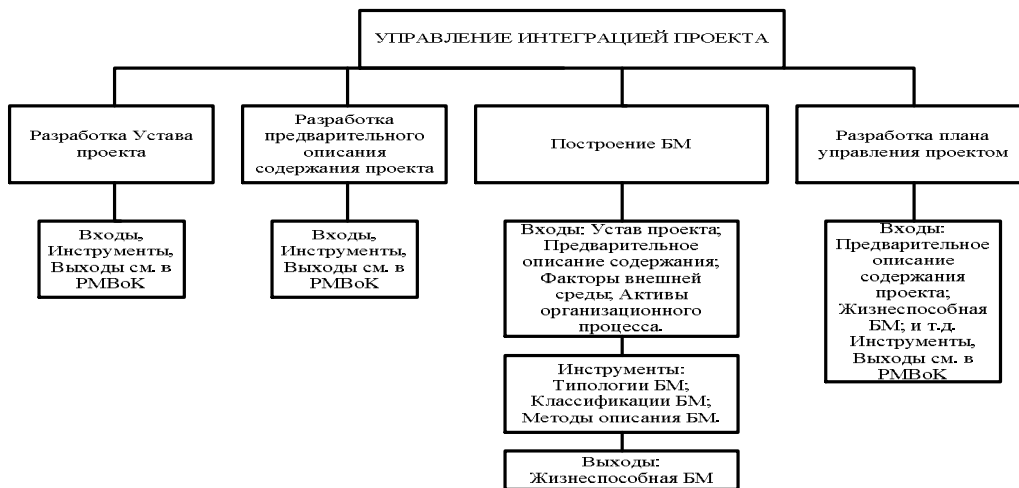 УПРАВЛЕНИЕ ИНТЕГРАЦИЕЙ ПРОЕКТА
Разработка Устава
проекта
Разработка
предварительного
описания
содержания проекта
Построение БМ
Разработка плана
управления проектом
Входы,
Инструменты,
Выходы см. в
PMBoK
Входы,
Инструменты,
Выходы см. в
PMBoK
Входы: Устав проекта;
Предварительное
описание содержания;
Факторы внешней
среды; Активы
организационного
процесса.
Инструменты:
Типологии БМ;
Классификации БМ;
Методы описания БМ.
Выходы:
Жизнеспособная БМ
Входы:
Предварительное
описание
содержания
проекта;
Жизнеспособная
БМ; и т.д.
Инструменты,
Выходы см. в
PMBoK